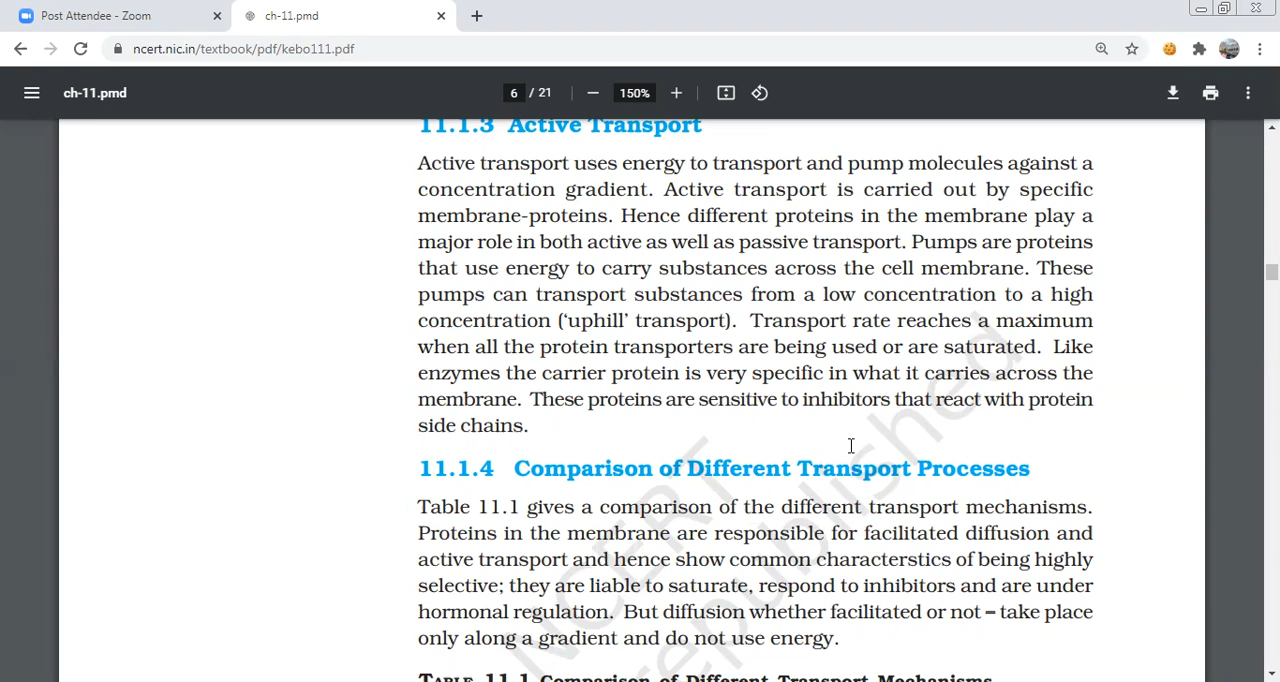 Post Attendee - Zoom
ch-11.pmd
ncert.nic.in/textbook/pdf/kebo111.pdf
ch-11.pmd
6 / 21
150%
11.1.3 Active Transport
Active transport uses energy to transport and pump molecules against a
concentration gradient. Active transport is carried out by specific
membrane-proteins. Hence different proteins in the membrane play a
major role in both active as well as passive transport. Pumps are proteins
that use energy to carry substances across the cell membrane. These
pumps can transport substances from a low concentration to a high
concentration (‘uphill’ transport). Transport rate reaches a maximum
when all the protein transporters are being used or are saturated. Like
enzymes the carrier protein is very specific in what it carries across the
membrane. These proteins are sensitive to inhibitors that react with protein
side chains.
11.1.4 Comparison of Different Transport Processes
Table 11.1 gives a comparison of the different transport mechanisms.
Proteins in the membrane are responsible for facilitated diffusion and
active transport and hence show common characterstics of being highly
selective; they are liable to saturate, respond to inhibitors and are under
hormonal regulation. But diffusion whether facilitated or not – take place
only along a gradient and do not use energy.
TABLE 11.1 Comparison of Different Transport Mechanisms
NCERT
republished